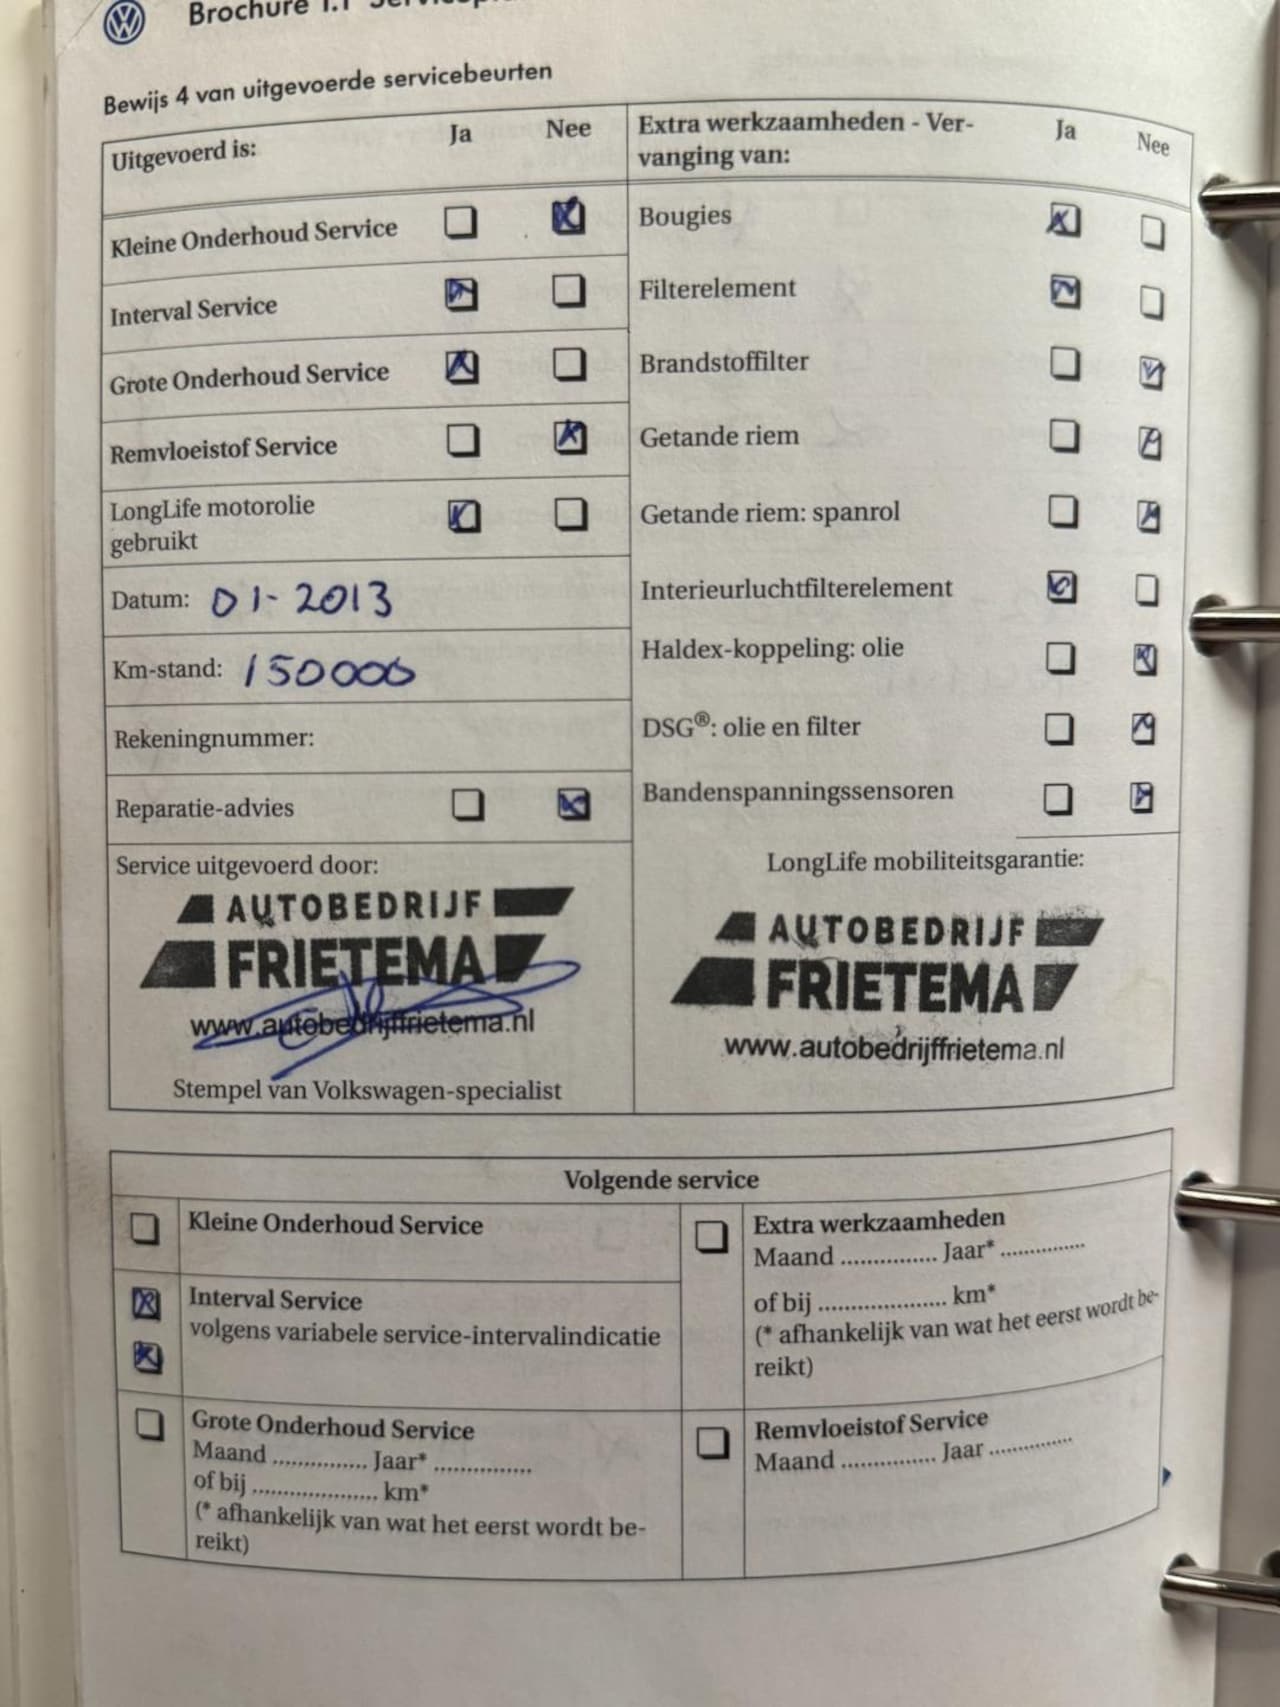 Brochure 1.1
Bewijs 4 van uitgevoerde servicebeurten
Uitgevoerd is:
Ja
Nee
Kleine Onderhoud Service
Interval Service
Grote Onderhoud Service
Remvloeistof Service
LongLife motorolie
gebruikt
Datum: 01-2013
Km-stand: 150000
Rekeningnummer:
Reparatie-advies
Service uitgevoerd door:
AUTOBEDRIJF
FRIETEMA
www.autobedrijffrietema.nl
Stempel van Volkswagen-specialist
Extra werkzaamheden - Ver-
vanging van:
Ja
Nee
Bougies
Filterelement
Brandstoffilter
Getande riem
Getande riem: spanrol
Interieurluchtfilterelement
Haldex-koppeling: olie
DSG®: olie en filter
Bandenspanningssensoren
LongLife mobiliteitsgarantie:
AUTOBEDRIJF
FRIETEMA
www.autobedrijffrietema.nl
Volgende service
Kleine Onderhoud Service
Interval Service
volgens variabele service-intervalindicatie
Grote Onderhoud Service
Maand ............... Jaar* ...............
of bij .................... km*
(* afhankelijk van wat het eerst wordt be-
reikt)
Extra werkzaamheden
Maand ............... Jaar* .............
of bij .................... km*
(* afhankelijk van wat het eerst wordt be-
reikt)
Remvloeistof Service
Maand ............... Jaar .............